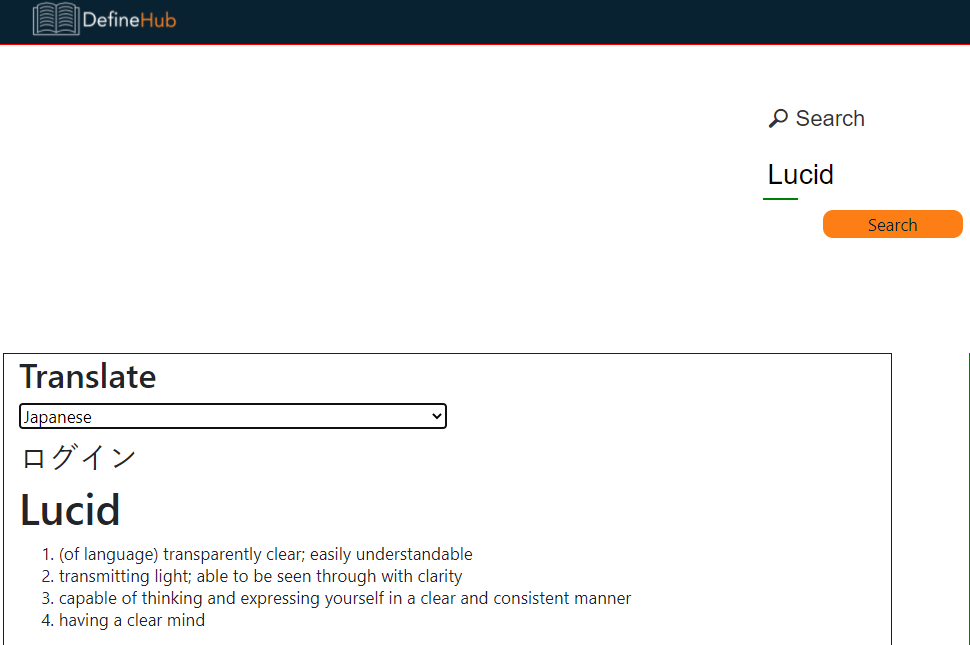 DefineHub
Search
Lucid
Search
Translate
Japanese
ログイン
Lucid
1. (of language) transparently clear; easily understandable
2. transmitting light; able to be seen through with clarity
3. capable of thinking and expressing yourself in a clear and consistent manner
4. having a clear mind